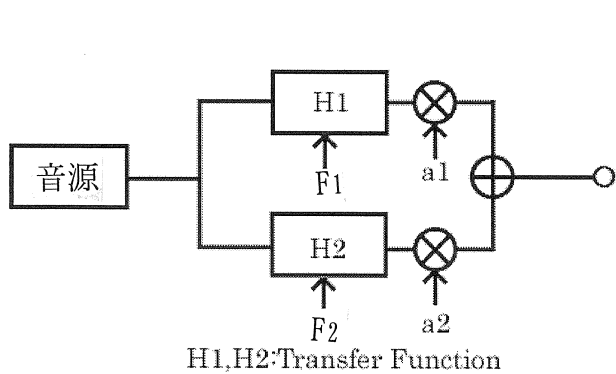 音源
H1
F1
a1
H2
F2
a2
H1,H2:Transfer Function